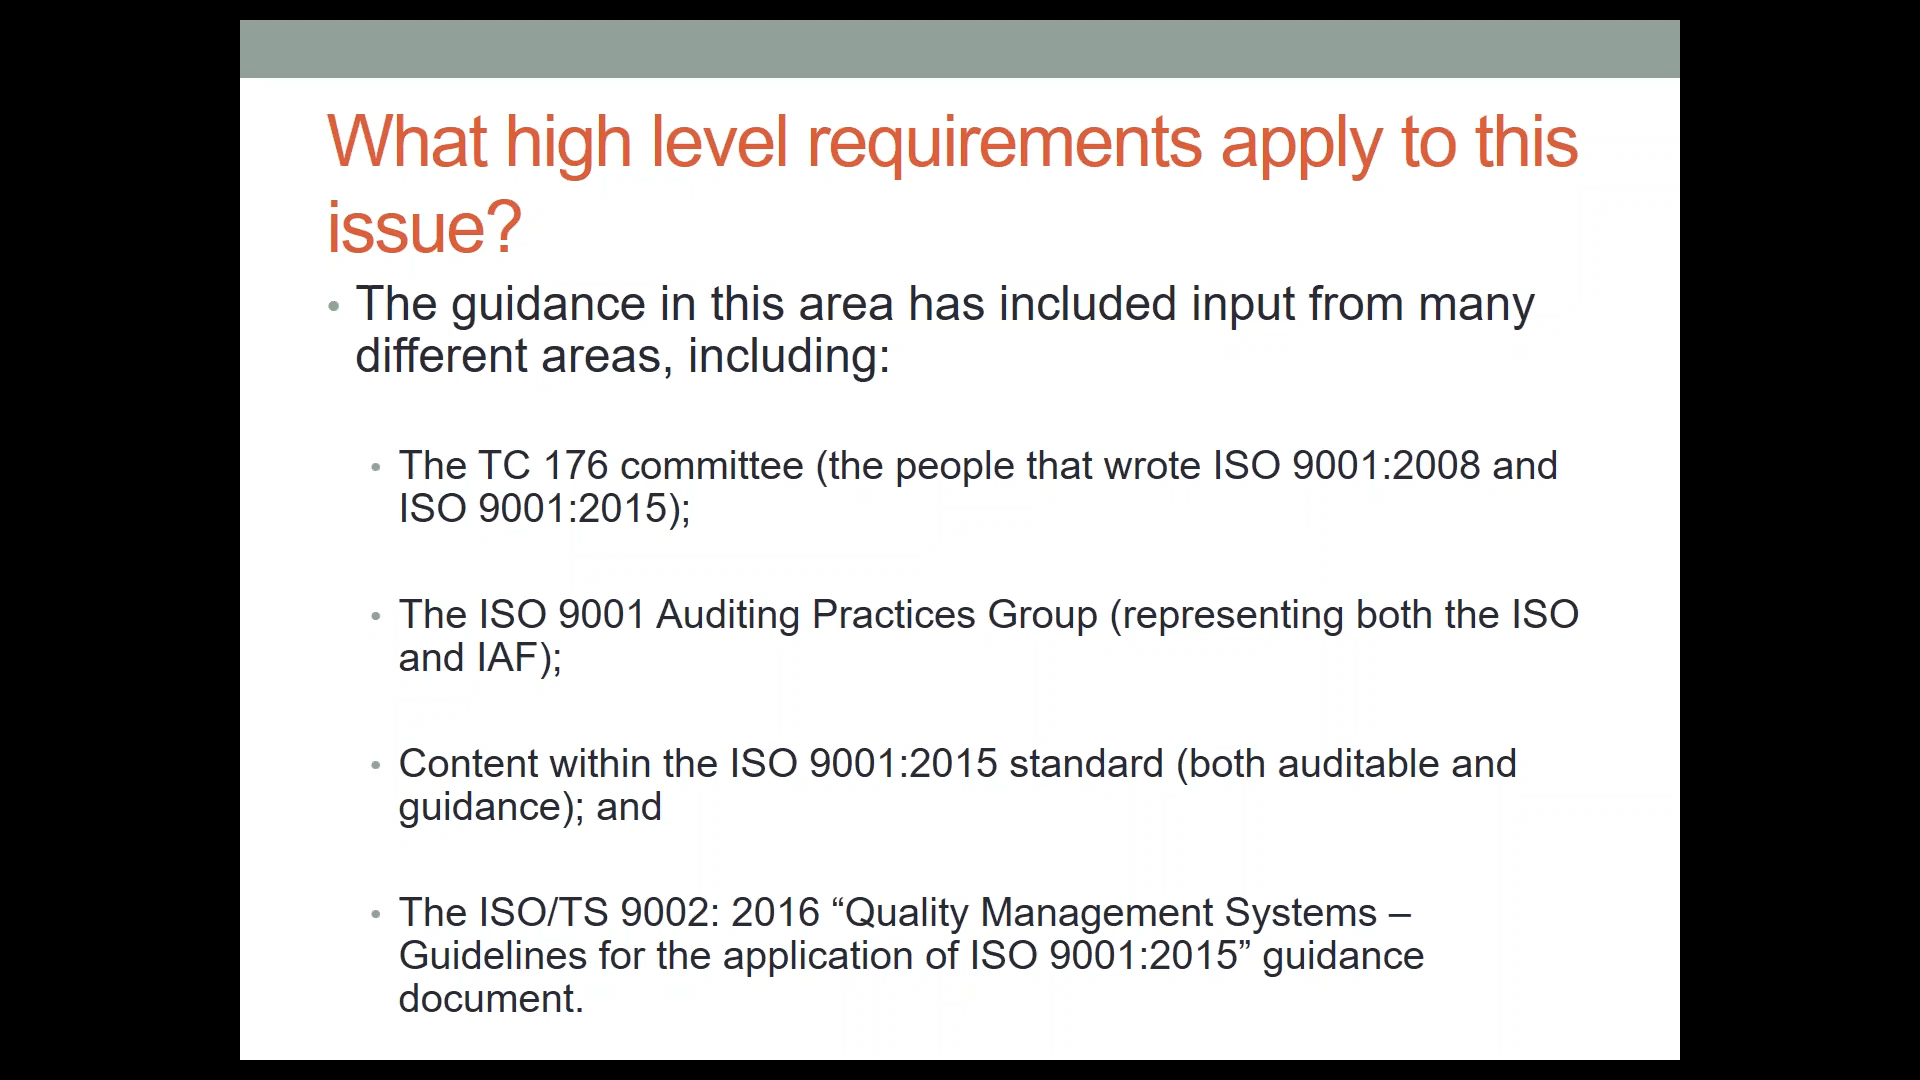 What high level requirements apply to this
issue?
• The guidance in this area has included input from many
different areas, including:
• The TC 176 committee (the people that wrote ISO 9001:2008 and
ISO 9001:2015);
• The ISO 9001 Auditing Practices Group (representing both the ISO
and IAF);
• Content within the ISO 9001:2015 standard (both auditable and
guidance); and
• The ISO/TS 9002: 2016 “Quality Management Systems –
Guidelines for the application of ISO 9001:2015” guidance
document.